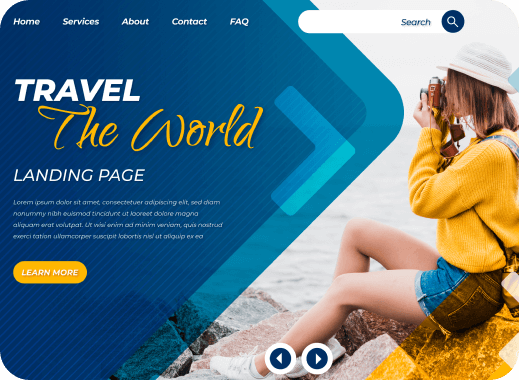 Home Services About Contact FAQ Search
TRAVEL
The World
LANDING PAGE
Lorem ipsum dolor sit amet, consectetuer adipiscing elit, sed diam
nonummy nibh euismod tincidunt ut laoreet dolore magna
aliquam erat volutpat. Ut wisi enim ad minim veniam, quis nostrud
exerci tation ullamcorper suscipit lobortis nisl ut aliquip ex ea
LEARN MORE